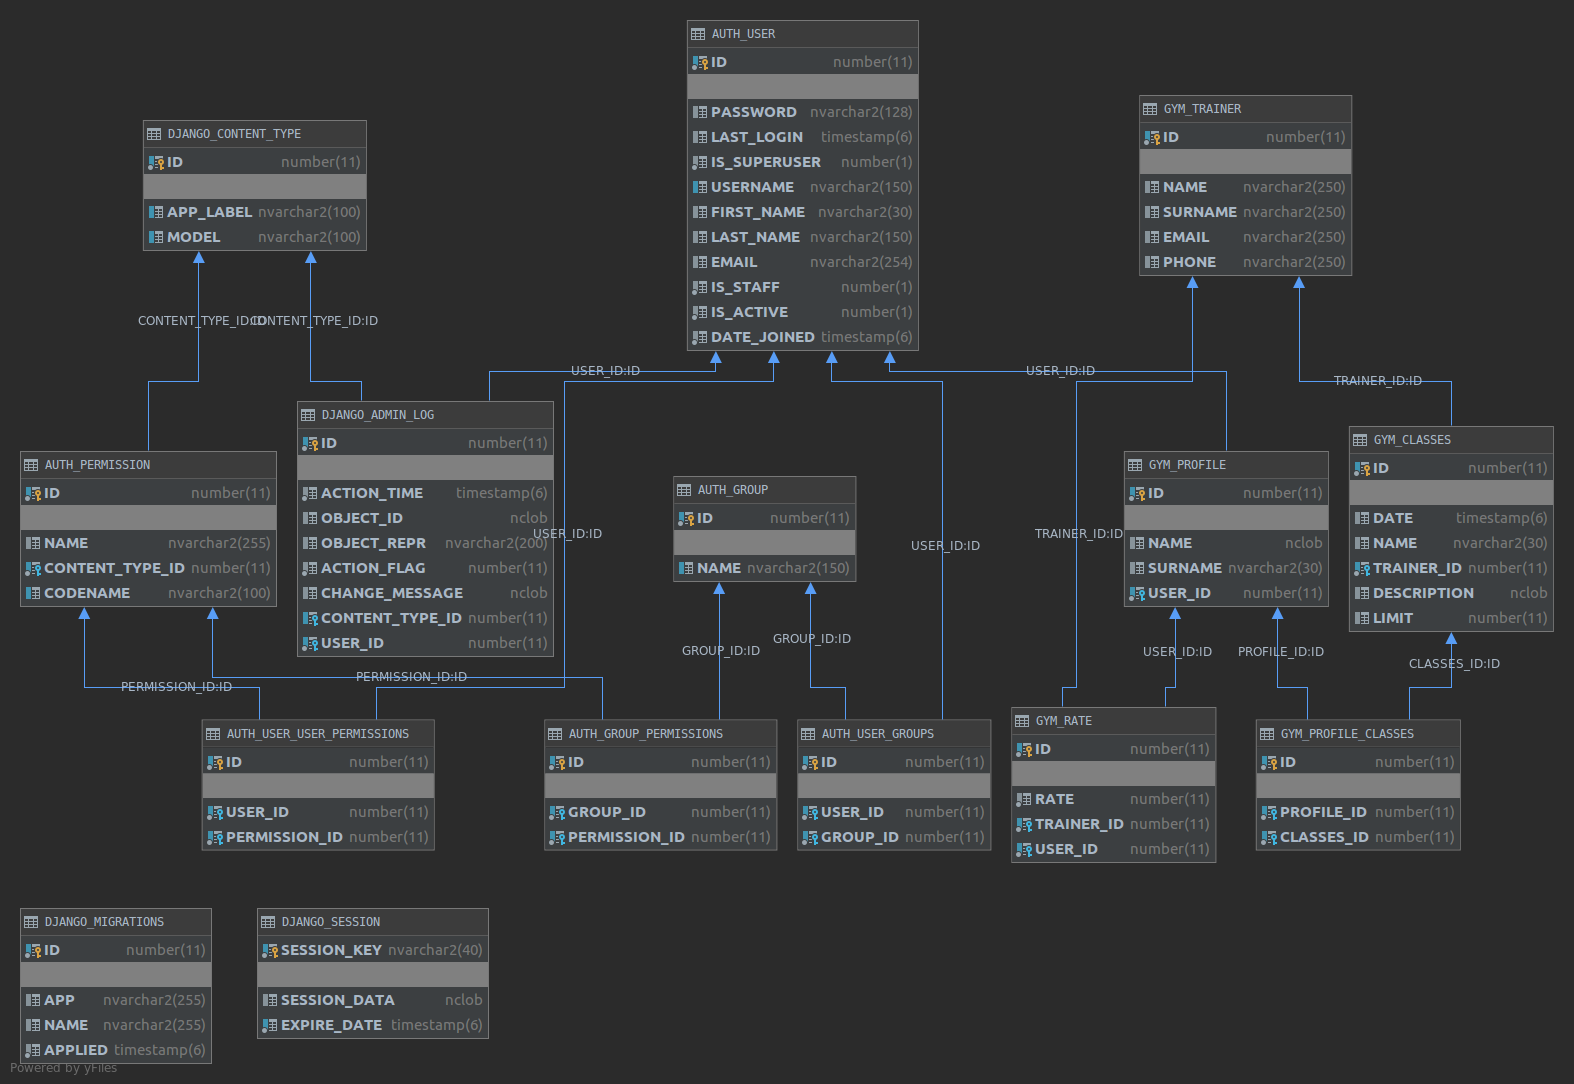 AUTH_USER
ID number(11)
PASSWORD nvarchar2(128)
LAST_LOGIN timestamp(6)
IS_SUPERUSER number(1)
USERNAME nvarchar2(150)
FIRST_NAME nvarchar2(30)
LAST_NAME nvarchar2(150)
EMAIL nvarchar2(254)
IS_STAFF number(1)
IS_ACTIVE number(1)
DATE_JOINED timestamp(6)
GYM_TRAINER
ID number(11)
NAME nvarchar2(250)
SURNAME nvarchar2(250)
EMAIL nvarchar2(250)
PHONE nvarchar2(250)
DJANGO_CONTENT_TYPE
ID number(11)
APP_LABEL nvarchar2(100)
MODEL nvarchar2(100)
CONTENT_TYPE_ID:ID
CONTENT_TYPE_ID:ID
USER_ID:ID
USER_ID:ID
TRAINER_ID:ID
DJANGO_ADMIN_LOG
ID number(11)
ACTION_TIME timestamp(6)
OBJECT_ID nclob
OBJECT_REPR nvarchar2(200)
ACTION_FLAG number(11)
CHANGE_MESSAGE nclob
CONTENT_TYPE_ID number(11)
USER_ID number(11)
AUTH_PERMISSION
ID number(11)
NAME nvarchar2(255)
CONTENT_TYPE_ID number(11)
CODENAME nvarchar2(100)
AUTH_GROUP
ID number(11)
NAME nvarchar2(150)
GYM_PROFILE
ID number(11)
NAME nclob
SURNAME nvarchar2(30)
USER_ID number(11)
GYM_CLASSES
ID number(11)
DATE timestamp(6)
NAME nvarchar2(30)
TRAINER_ID number(11)
DESCRIPTION nclob
LIMIT number(11)
USER_ID:ID
USER_ID:ID
TRAINER_ID:ID
GROUP_ID:ID
GROUP_ID:ID
USER_ID:ID
PROFILE_ID:ID
CLASSES_ID:ID
PERMISSION_ID:ID
PERMISSION_ID:ID
AUTH_USER_USER_PERMISSIONS
ID number(11)
USER_ID number(11)
PERMISSION_ID number(11)
AUTH_GROUP_PERMISSIONS
ID number(11)
GROUP_ID number(11)
PERMISSION_ID number(11)
AUTH_USER_GROUPS
ID number(11)
USER_ID number(11)
GROUP_ID number(11)
GYM_RATE
ID number(11)
RATE number(11)
TRAINER_ID number(11)
USER_ID number(11)
GYM_PROFILE_CLASSES
ID number(11)
PROFILE_ID number(11)
CLASSES_ID number(11)
DJANGO_MIGRATIONS
ID number(11)
APP nvarchar2(255)
NAME nvarchar2(255)
APPLIED timestamp(6)
DJANGO_SESSION
SESSION_KEY nvarchar2(40)
SESSION_DATA nclob
EXPIRE_DATE timestamp(6)
Powered by yFiles